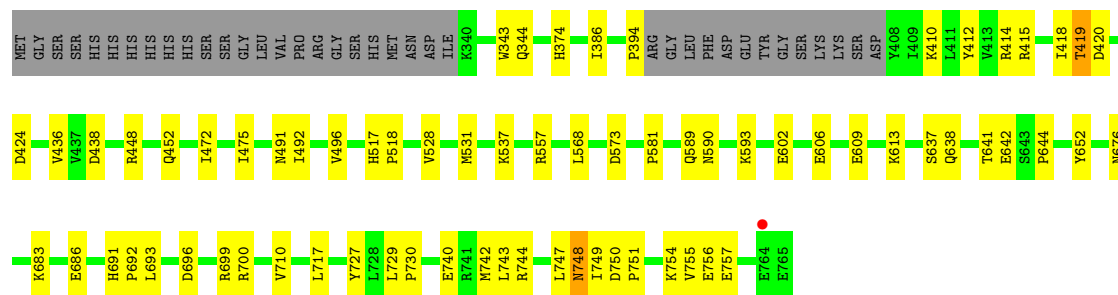 MET GLY SER SER HIS HIS HIS HIS HIS HIS SER SER GLY LEU VAL PRO ARG GLY SER HIS MET ASN ASP ILE K340 W343 Q344 H374 I386 P394 ARG GLY LEU PHE ASP GLU TYR GLY SER LYS LYS SER ASP Y408 I409 K410 L411 Y412 V413 R414 R415 I418 T419 D420
D424 V436 V437 D438 R448 Q452 I472 I475 N491 I492 V496 H517 P518 V528 M531 K537 R557 L568 D573 P581 Q589 N590 K593 E602 E606 E609 K613 S637 Q638 T641 E642 S643 P644 Y652 N676
K683 E686 H691 P692 L693 D696 R699 R700 V710 L717 Y727 L728 L729 P730 E740 R741 M742 L743 R744 L747 N748 I749 D750 P751 K754 V755 E756 E757 E764 E765